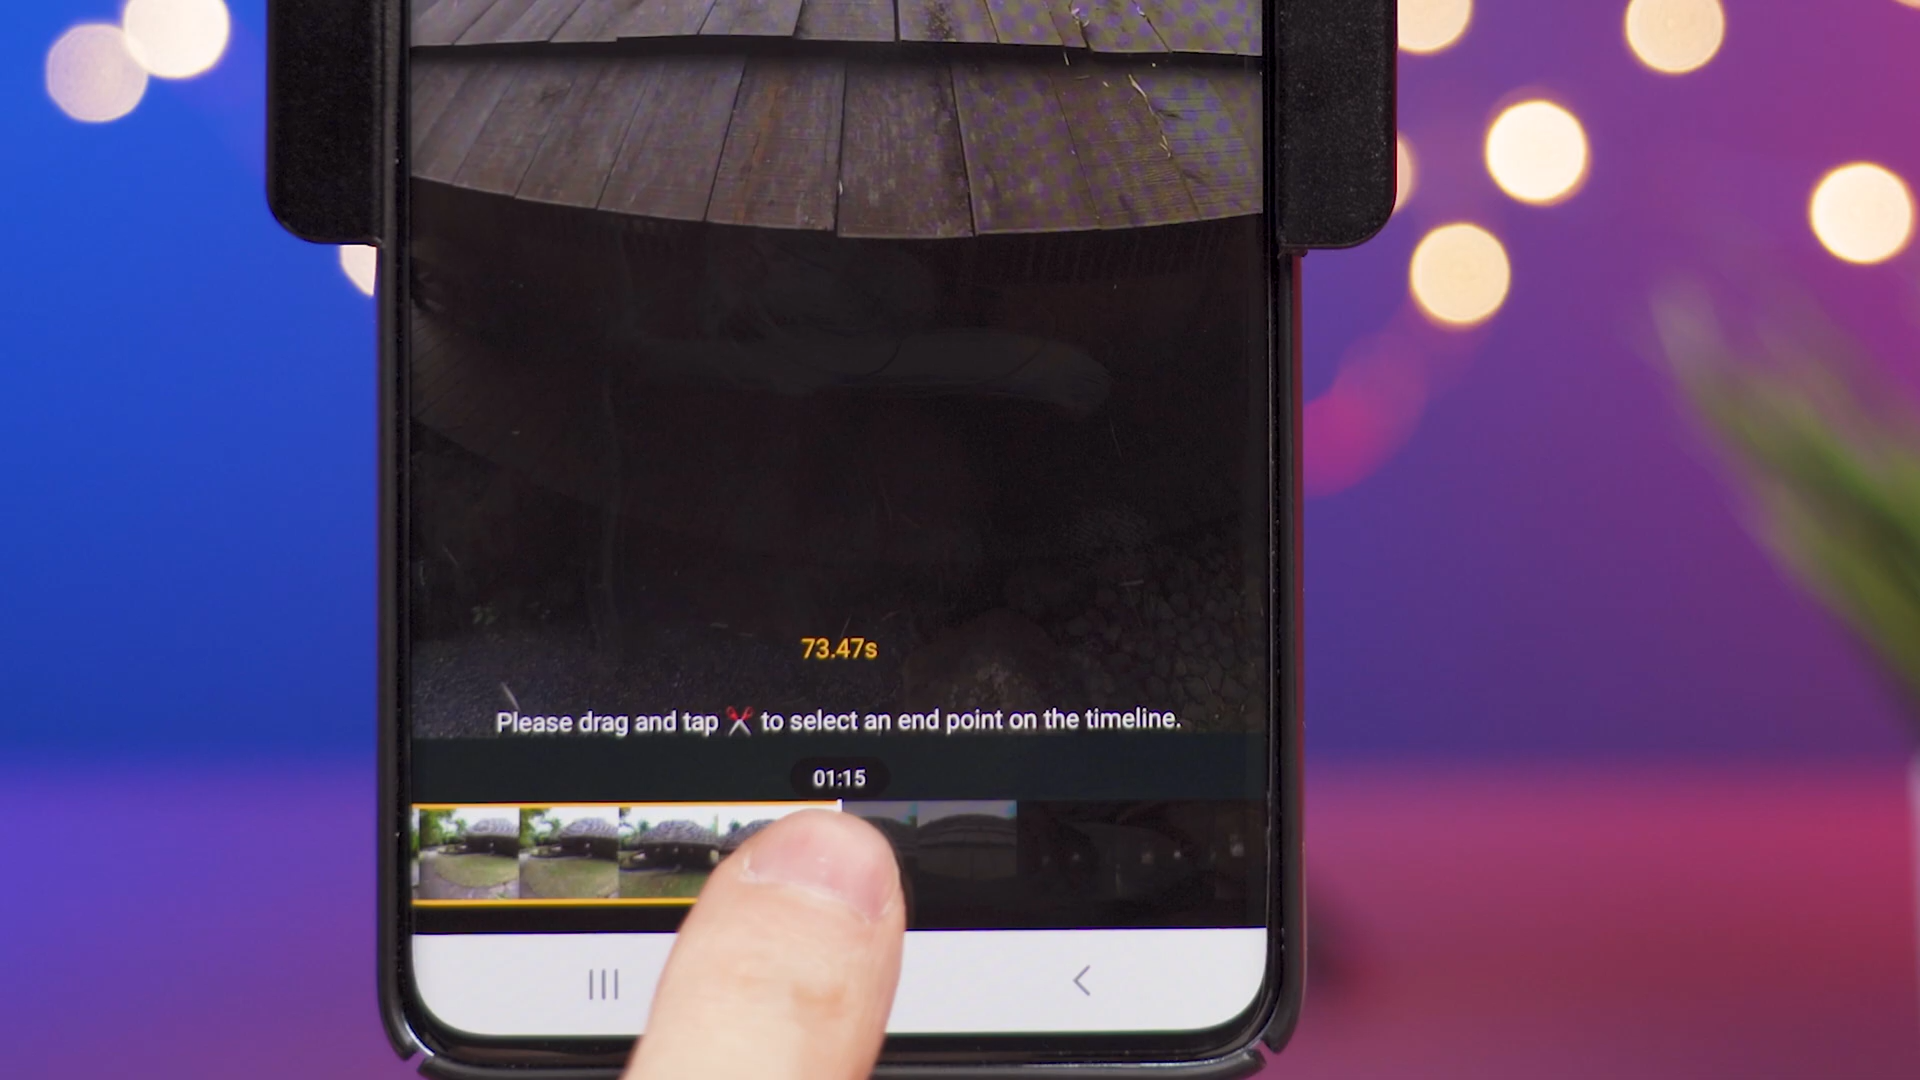 73.47s
Please drag and tap to select an end point on the timeline.
01:15